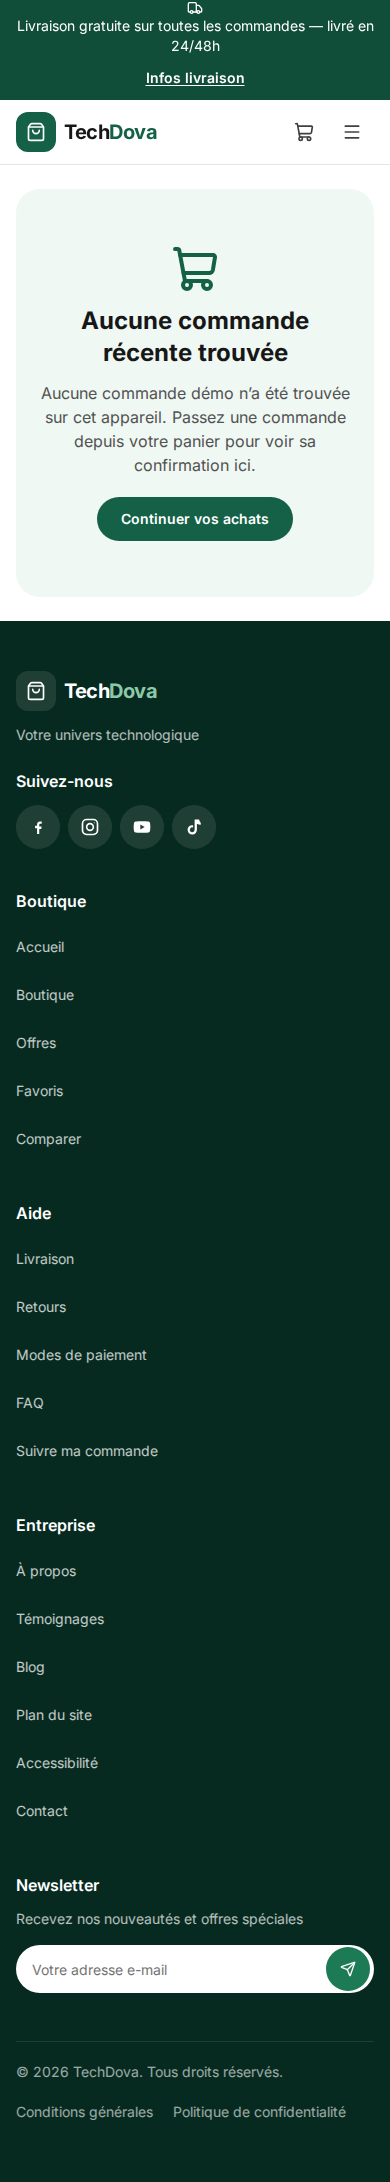 Livraison gratuite sur toutes les commandes — livré en
24/48h
Infos livraison
TechDova
Aucune commande
récente trouvée
Aucune commande démo n’a été trouvée
sur cet appareil. Passez une commande
depuis votre panier pour voir sa
confirmation ici.
Continuer vos achats
TechDova
Votre univers technologique
Suivez-nous
Boutique
Accueil
Boutique
Offres
Favoris
Comparer
Aide
Livraison
Retours
Modes de paiement
FAQ
Suivre ma commande
Entreprise
À propos
Témoignages
Blog
Plan du site
Accessibilité
Contact
Newsletter
Recevez nos nouveautés et offres spéciales
Votre adresse e-mail
© 2026 TechDova. Tous droits réservés.
Conditions générales Politique de confidentialité